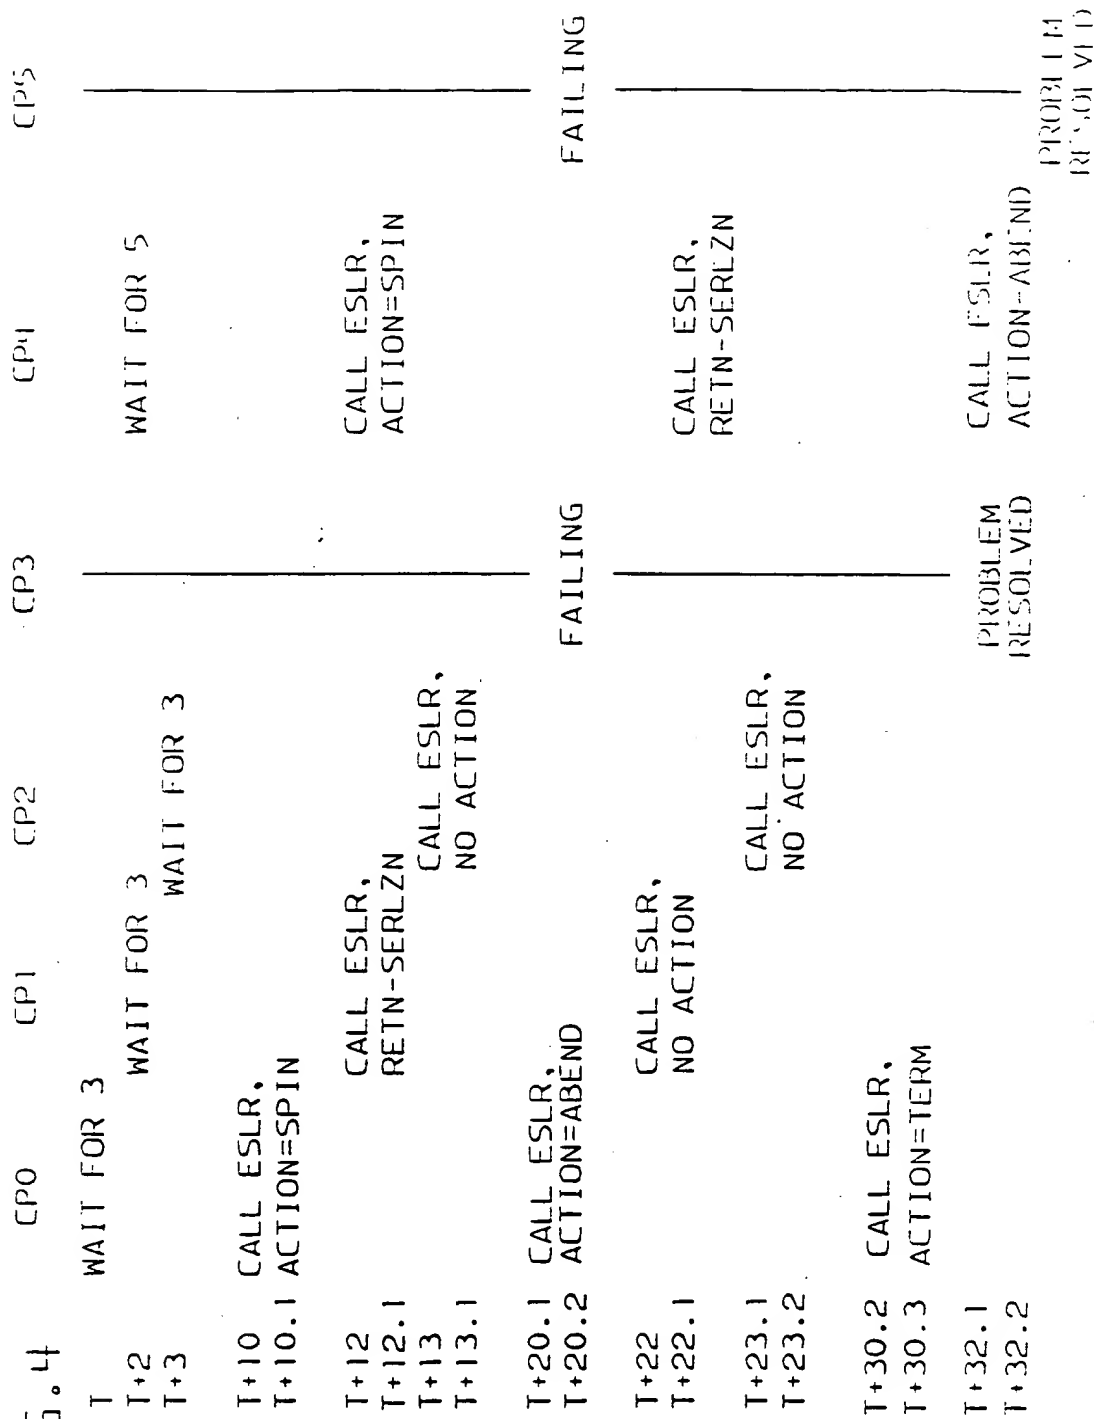 G. 4
CP0 CP1 CP2 CP3 CP4 CP5
T WAIT FOR 3
T+2 WAIT FOR 3 WAIT FOR 5
T+3 WAIT FOR 3
T+10 CALL ESLR,
T+10.1 ACTION=SPIN
T+12 CALL ESLR, CALL ESLR,
T+12.1 RETN-SERLZN ACTION=SPIN
T+13 CALL ESLR,
T+13.1 NO ACTION
T+20.1 CALL ESLR,
T+20.2 ACTION=ABEND FAILING FAILING
T+22 CALL ESLR,
T+22.1 NO ACTION CALL ESLR,
RETN-SERLZN
T+23.1 CALL ESLR,
T+23.2 NO ACTION
T+30.2 CALL ESLR,
T+30.3 ACTION=TERM
T+32.1 PROBLEM CALL ESLR,
T+32.2 RESOLVED ACTION-ABEND
PROBLEM
RESOLVED